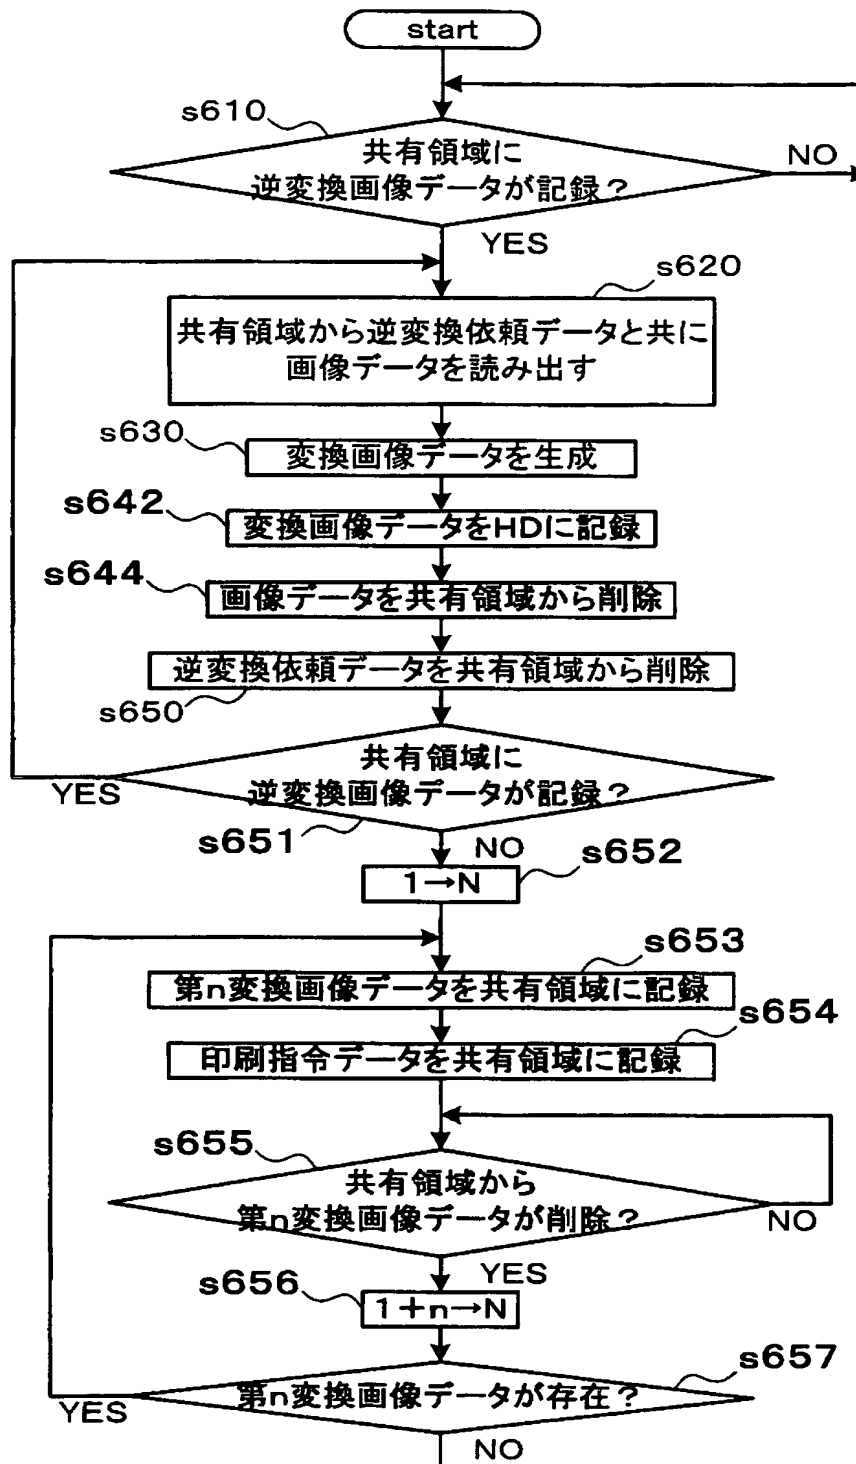 start
s610
共有領域に
逆変換画像データが記録?
NO
YES
s620
共有領域から逆変換依頼データと共に
画像データを読み出す
s630
変換画像データを生成
s642
変換画像データをHDに記録
s644
画像データを共有領域から削除
逆変換依頼データを共有領域から削除
s650
共有領域に
逆変換画像データが記録?
YES
s651
NO
s652
1→N
s653
第n変換画像データを共有領域に記録
s654
印刷指令データを共有領域に記録
s655
共有領域から
第n変換画像データが削除?
NO
YES
s656
1+n→N
s657
第n変換画像データが存在?
YES
NO